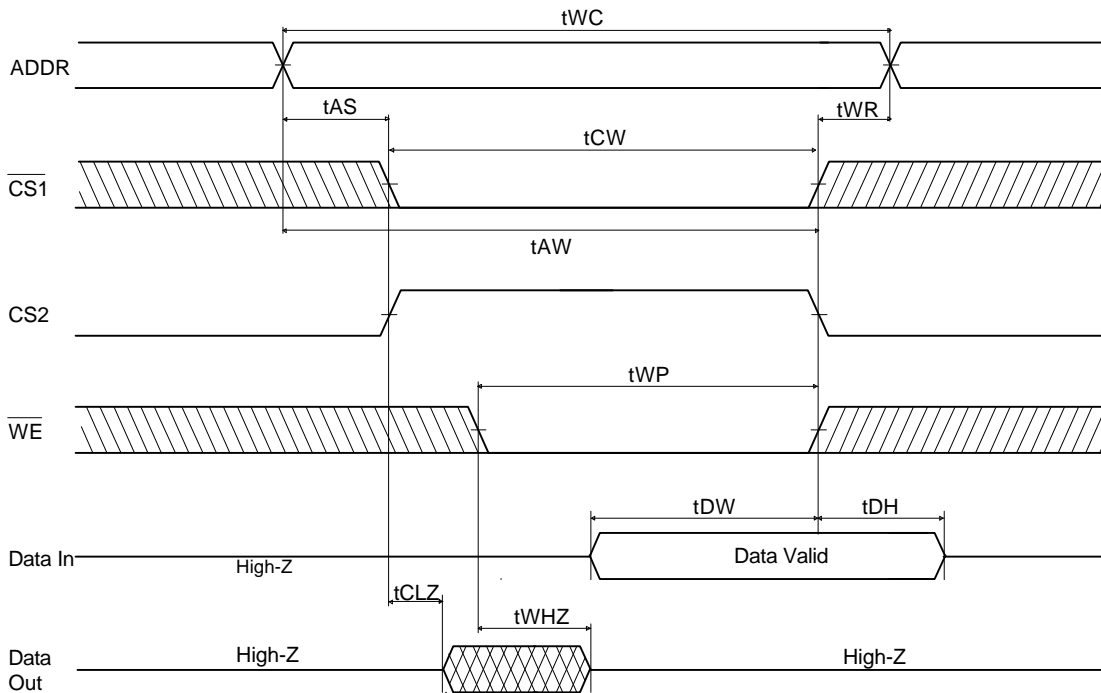 tWC
ADDR
tAS
tWR
tCW
CS1
tAW
CS2
tWP
WE
tDW
tDH
Data In
High-Z
Data Valid
tCLZ
tWHZ
Data
Out
High-Z
High-Z